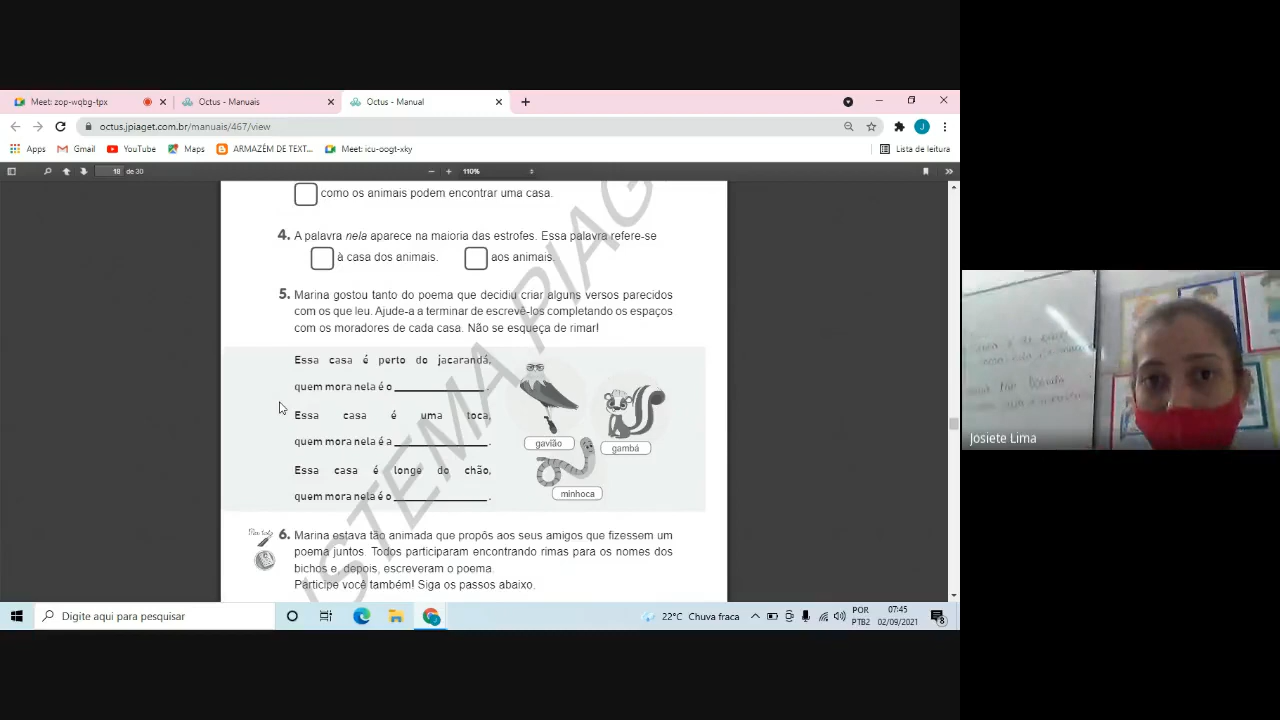 Meet: zop-wqbg-tpx
Octus - Manuais
Octus - Manual
octus.jpiaget.com.br/manuais/467/view
Apps
Gmail
YouTube
Maps
ARMAZÉM DE TEXT...
Meet: icu-oogt-xky
Lista de leitura
18 de 30
110%
como os animais podem encontrar uma casa.
4. A palavra nela aparece na maioria das estrofes. Essa palavra refere-se
à casa dos animais. aos animais.
5. Marina gostou tanto do poema que decidiu criar alguns versos parecidos
com os que leu. Ajude-a a terminar de escrevê-los completando os espaços
com os moradores de cada casa. Não se esqueça de rimar!
Essa casa é perto do jacarandá,
quem mora nela é o ____________.
Essa casa é uma toca,
quem mora nela é a ____________.
Essa casa é longe do chão,
quem mora nela é o ____________.
gavião
gambá
minhoca
STEMA PIAG
6. Marina estava tão animada que propôs aos seus amigos que fizessem um
poema juntos. Todos participaram encontrando rimas para os nomes dos
bichos e, depois, escreveram o poema.
Participe você também! Siga os passos abaixo.
Josiete Lima
Digite aqui para pesquisar
22°C Chuva fraca
POR
PTB2
07:45
02/09/2021
8